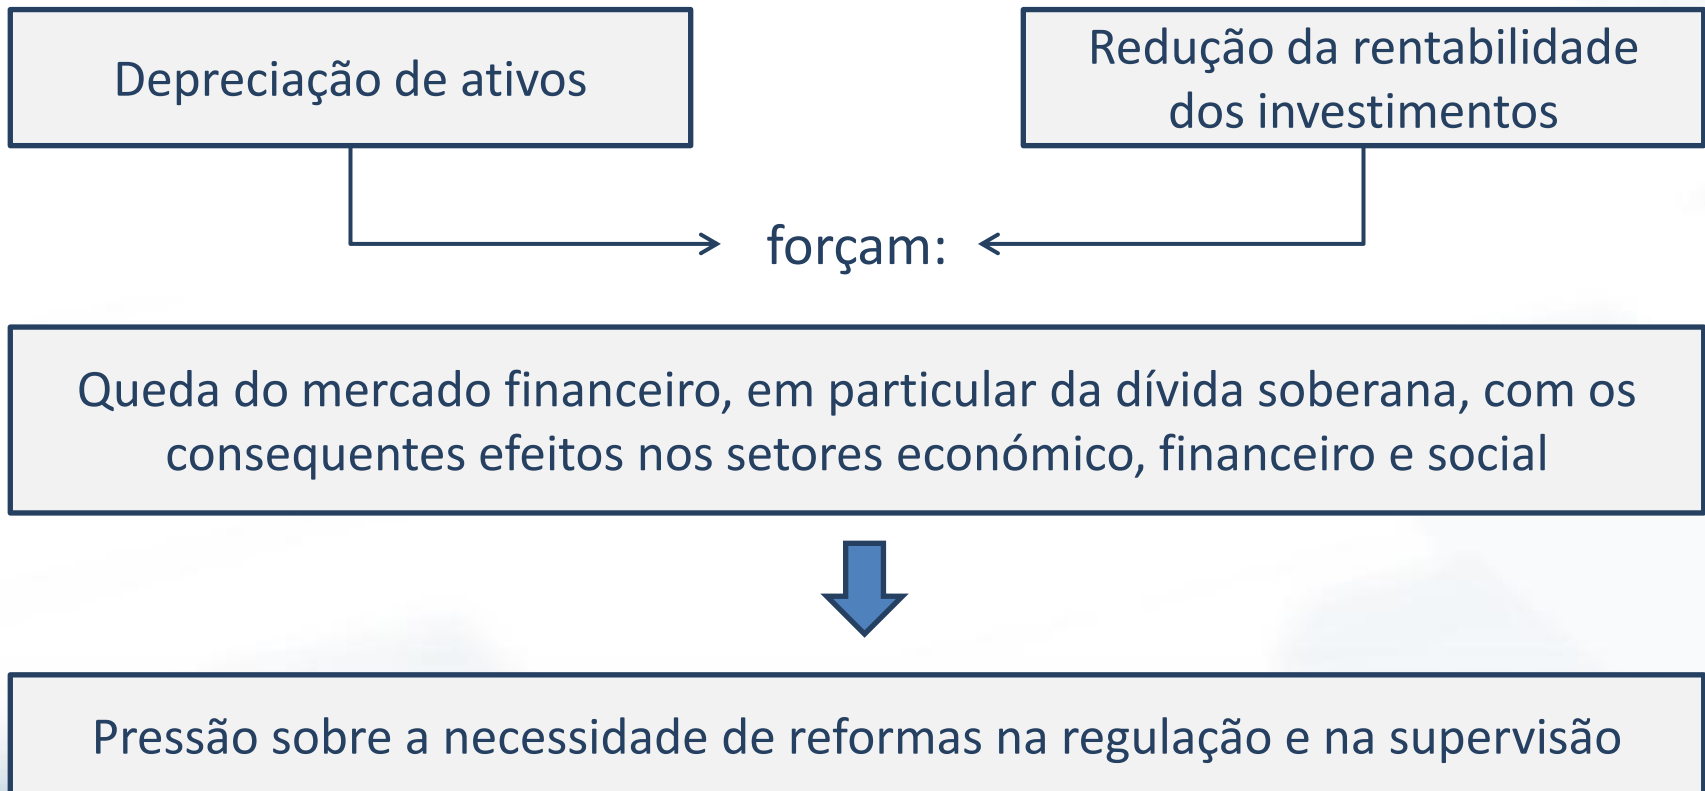 Depreciação de ativos
Redução da rentabilidade
dos investimentos
forçam:
Queda do mercado financeiro, em particular da dívida soberana, com os
consequentes efeitos nos setores económico, financeiro e social
Pressão sobre a necessidade de reformas na regulação e na supervisão